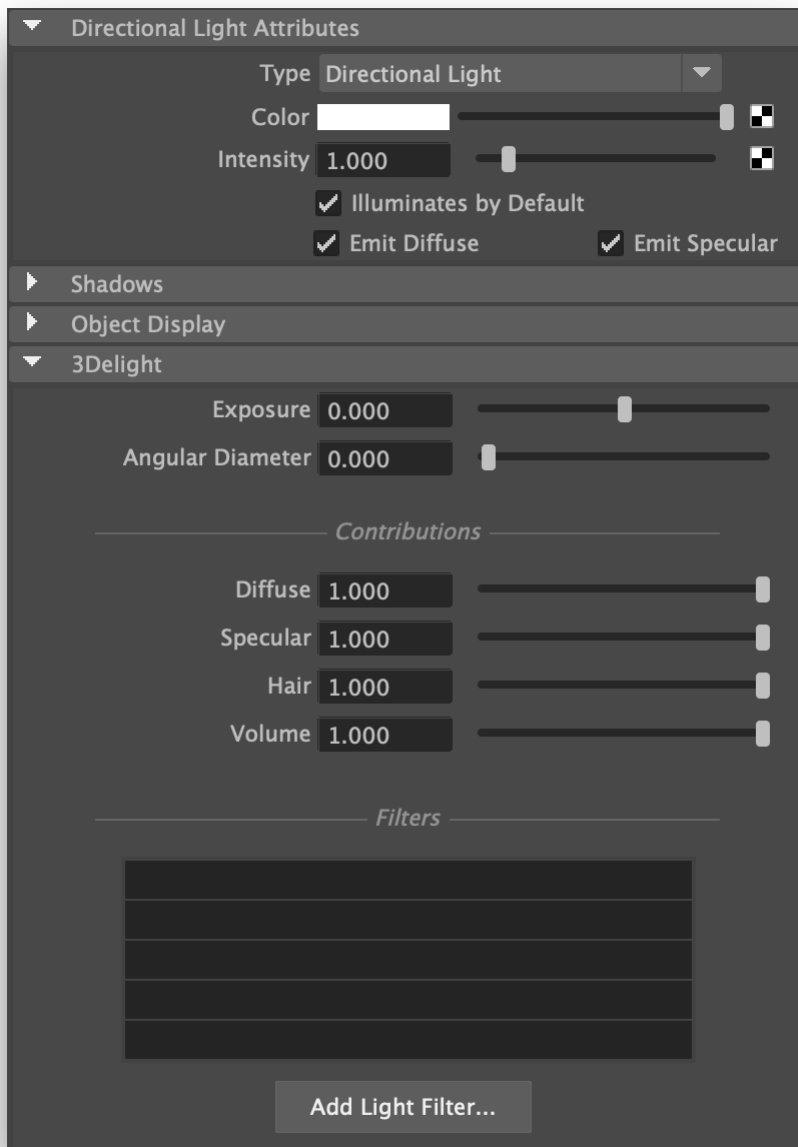 Directional Light Attributes
Type Directional Light
Color
Intensity 1.000
Illuminates by Default
Emit Diffuse Emit Specular
Shadows
Object Display
3Delight
Exposure 0.000
Angular Diameter 0.000
Contributions
Diffuse 1.000
Specular 1.000
Hair 1.000
Volume 1.000
Filters
Add Light Filter...